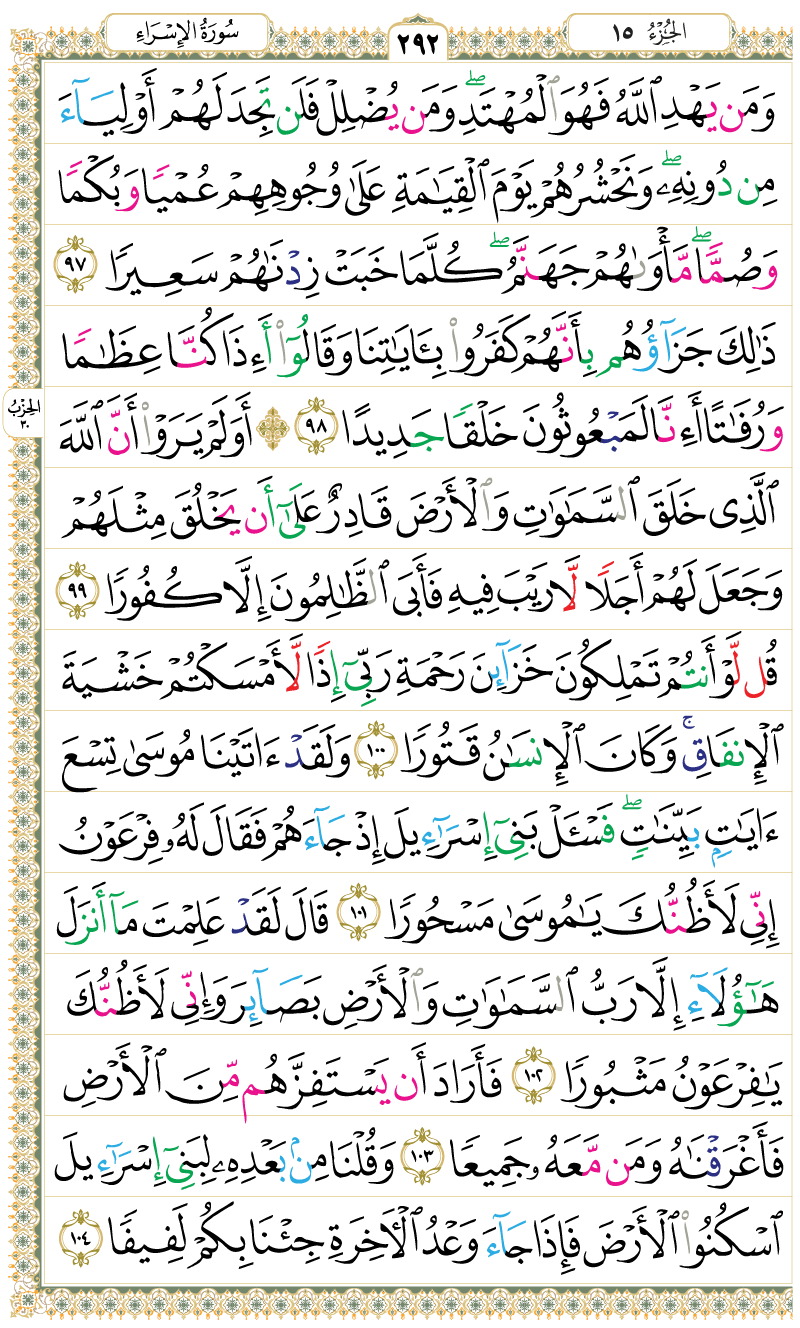 الجُزْءُ ١٥
٢٩٢
سُورَةُ الإِسْرَاءِ
وَمَن يَهْدِ ٱللَّهُ فَهُوَ ٱلْمُهْتَدِۖ وَمَن يُضْلِلْ فَلَن تَجِدَ لَهُمْ أَوْلِيَآءَ
مِن دُونِهِۦۖ وَنَحْشُرُهُمْ يَوْمَ ٱلْقِيَٰمَةِ عَلَىٰ وُجُوهِهِمْ عُمْيًا وَبُكْمًا
وَصُمًّاۖ مَّأْوَىٰهُمْ جَهَنَّمُۖ كُلَّمَا خَبَتْ زِدْنَٰهُمْ سَعِيرًا ٩٧
ذَٰلِكَ جَزَآؤُهُم بِأَنَّهُمْ كَفَرُوا۟ بِـَٔايَٰتِنَا وَقَالُوٓا۟ أَءِذَا كُنَّا عِظَٰمًا
وَرُفَٰتًا أَءِنَّا لَمَبْعُوثُونَ خَلْقًا جَدِيدًا ٩٨ ۞ أَوَلَمْ يَرَوْا۟ أَنَّ ٱللَّهَ
الحِزْبُ
٣٠
ٱلَّذِى خَلَقَ ٱلسَّمَٰوَٰتِ وَٱلْأَرْضَ قَادِرٌ عَلَىٰٓ أَن يَخْلُقَ مِثْلَهُمْ
وَجَعَلَ لَهُمْ أَجَلًا لَّا رَيْبَ فِيهِ فَأَبَى ٱلظَّٰلِمُونَ إِلَّا كُفُورًا ٩٩
قُل لَّوْ أَنتُمْ تَمْلِكُونَ خَزَآئِنَ رَحْمَةِ رَبِّىٓ إِذًا لَّأَمْسَكْتُمْ خَشْيَةَ
ٱلْإِنفَاقِۚ وَكَانَ ٱلْإِنسَٰنُ قَتُورًا ١٠٠ وَلَقَدْ ءَاتَيْنَا مُوسَىٰ تِسْعَ
ءَايَٰتٍۭ بَيِّنَٰتٍۖ فَسْـَٔلْ بَنِىٓ إِسْرَٰٓءِيلَ إِذْ جَآءَهُمْ فَقَالَ لَهُۥ فِرْعَوْنُ
إِنِّى لَأَظُنُّكَ يَٰمُوسَىٰ مَسْحُورًا ١٠١ قَالَ لَقَدْ عَلِمْتَ مَآ أَنزَلَ
هَٰٓؤُلَآءِ إِلَّا رَبُّ ٱلسَّمَٰوَٰتِ وَٱلْأَرْضِ بَصَآئِرَ وَإِنِّى لَأَظُنُّكَ
يَٰفِرْعَوْنُ مَثْبُورًا ١٠٢ فَأَرَادَ أَن يَسْتَفِزَّهُم مِّنَ ٱلْأَرْضِ
فَأَغْرَقْنَٰهُ وَمَن مَّعَهُۥ جَمِيعًا ١٠٣ وَقُلْنَا مِنۢ بَعْدِهِۦ لِبَنِىٓ إِسْرَٰٓءِيلَ
ٱسْكُنُوا۟ ٱلْأَرْضَ فَإِذَا جَآءَ وَعْدُ ٱلْـَٔاخِرَةِ جِئْنَا بِكُمْ لَفِيفًا ١٠٤